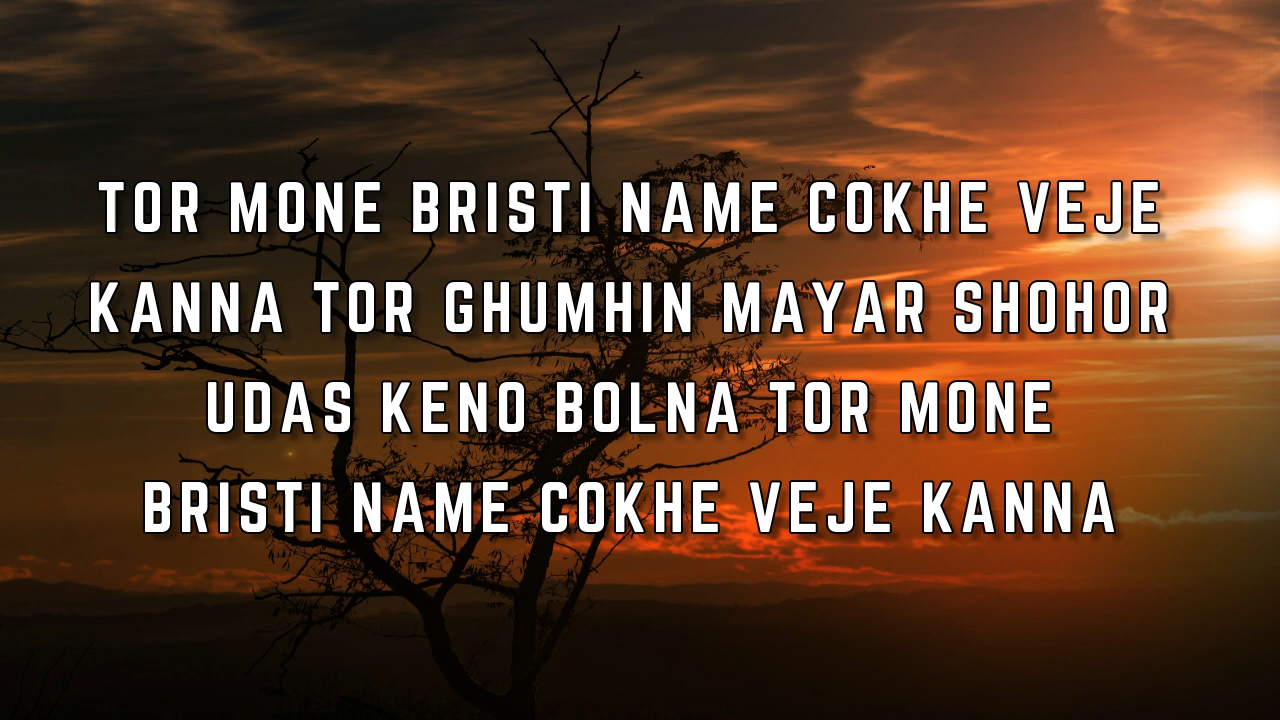 TOR MONE BRISTI NAME COKHE VEJE
KANNA TOR GHUMHIN MAYAR SHOHOR
UDAS KENO BOLNA TOR MONE
BRISTI NAME COKHE VEJE KANNA